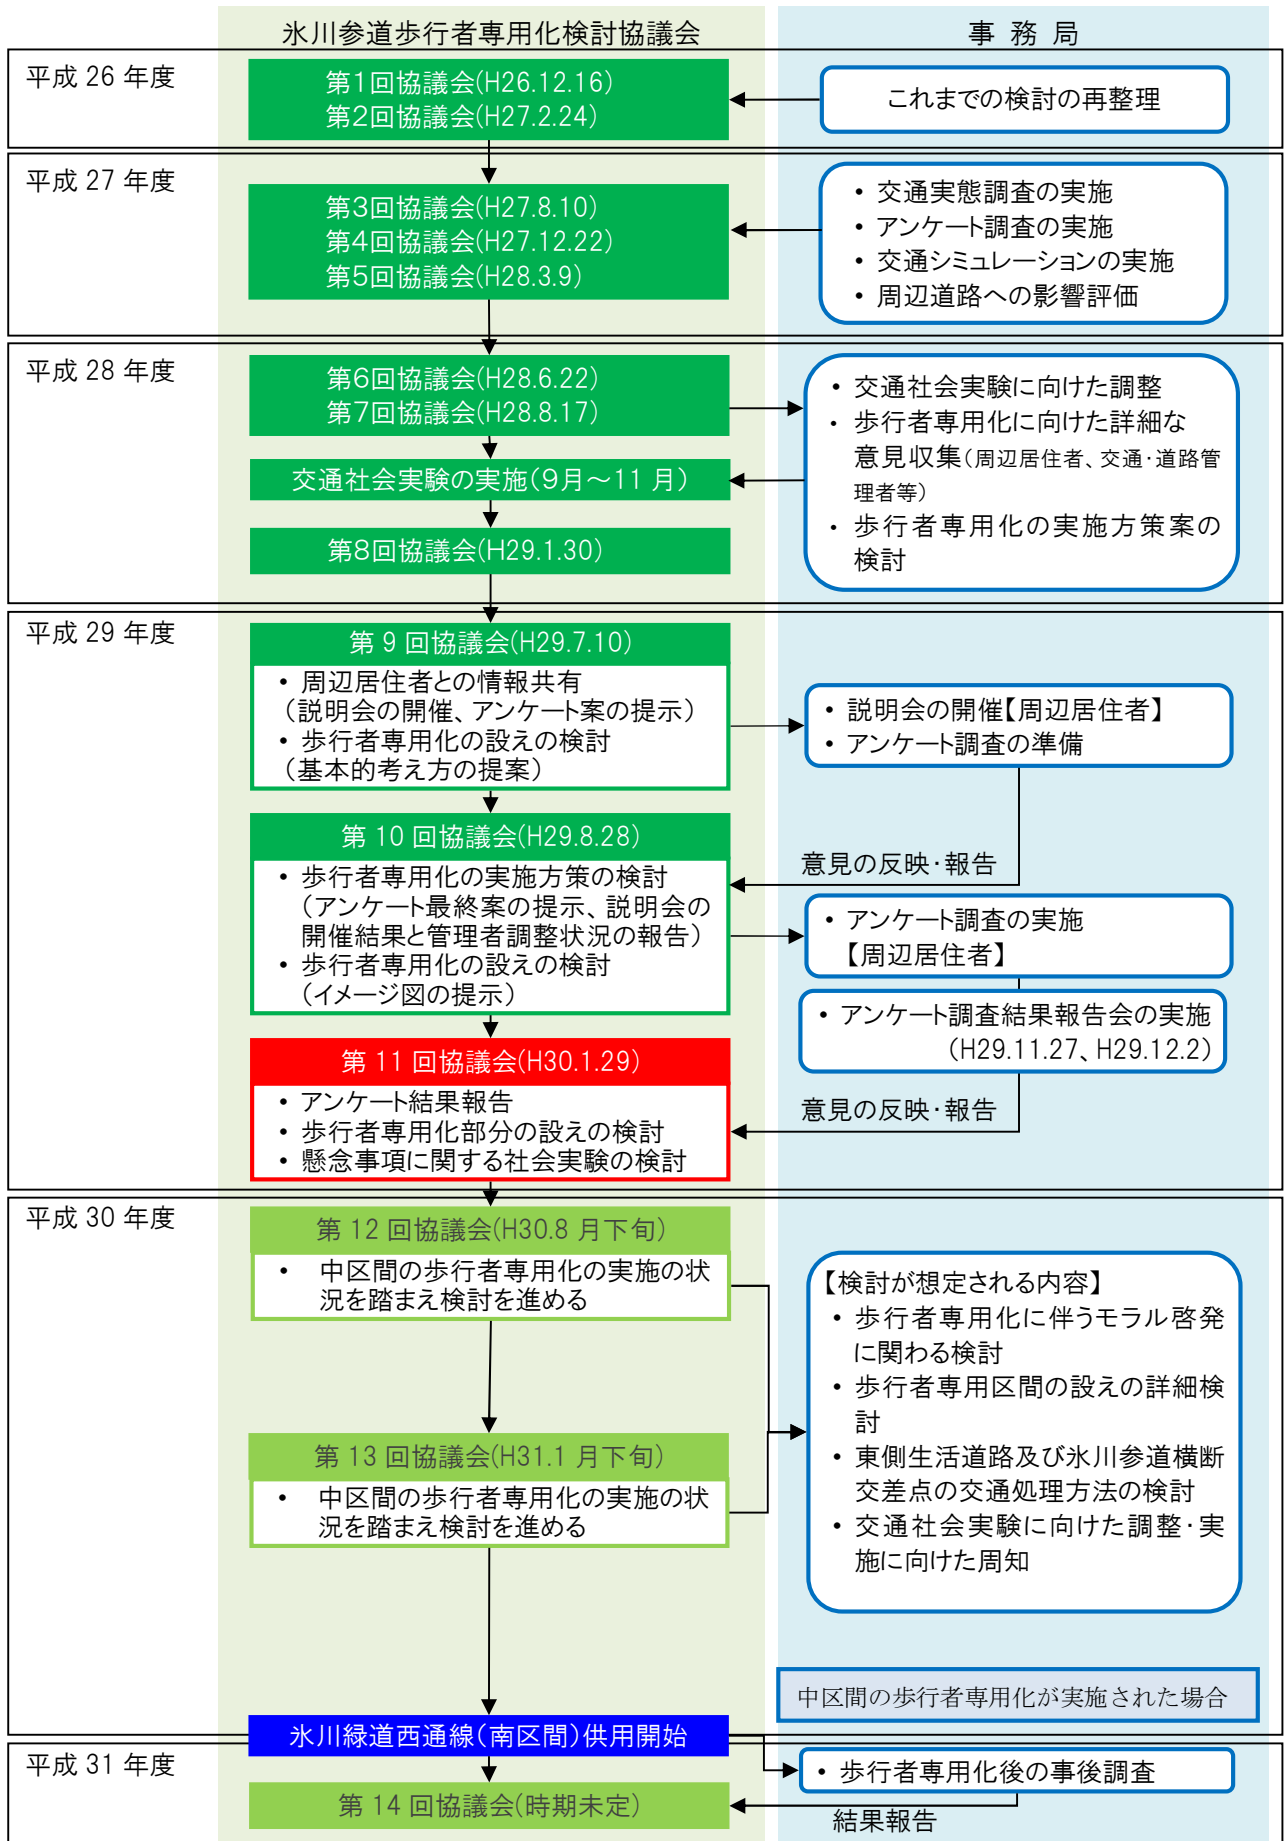 氷川参道歩行者専用化検討協議会
事 務 局
平成 26 年度
第1回協議会(H26.12.16)
第2回協議会(H27.2.24)
これまでの検討の再整理
平成 27 年度
第3回協議会(H27.8.10)
第4回協議会(H27.12.22)
第5回協議会(H28.3.9)
• 交通実態調査の実施
• アンケート調査の実施
• 交通シミュレーションの実施
• 周辺道路への影響評価
平成 28 年度
第6回協議会(H28.6.22)
第7回協議会(H28.8.17)
交通社会実験の実施(9月～11 月)
第8回協議会(H29.1.30)
• 交通社会実験に向けた調整
• 歩行者専用化に向けた詳細な
意見収集(周辺居住者、交通・道路管
理者等)
• 歩行者専用化の実施方策案の
検討
平成 29 年度
第 9 回協議会(H29.7.10)
• 周辺居住者との情報共有
(説明会の開催、アンケート案の提示)
• 歩行者専用化の設えの検討
(基本的考え方の提案)
• 説明会の開催【周辺居住者】
• アンケート調査の準備
第 10 回協議会(H29.8.28)
意見の反映・報告
• 歩行者専用化の実施方策の検討
(アンケート最終案の提示、説明会の
開催結果と管理者調整状況の報告)
• 歩行者専用化の設えの検討
(イメージ図の提示)
• アンケート調査の実施
【周辺居住者】
• アンケート調査結果報告会の実施
(H29.11.27、H29.12.2)
第 11 回協議会(H30.1.29)
意見の反映・報告
• アンケート結果報告
• 歩行者専用化部分の設えの検討
• 懸念事項に関する社会実験の検討
平成 30 年度
第 12 回協議会(H30.8 月下旬)
• 中区間の歩行者専用化の実施の状
況を踏まえ検討を進める
第 13 回協議会(H31.1 月下旬)
• 中区間の歩行者専用化の実施の状
況を踏まえ検討を進める
【検討が想定される内容】
• 歩行者専用化に伴うモラル啓発
に関わる検討
• 歩行者専用区間の設えの詳細検
討
• 東側生活道路及び氷川参道横断
交差点の交通処理方法の検討
• 交通社会実験に向けた調整・実
施に向けた周知
中区間の歩行者専用化が実施された場合
氷川緑道西通線(南区間)供用開始
平成 31 年度
• 歩行者専用化後の事後調査
第 14 回協議会(時期未定)
結果報告